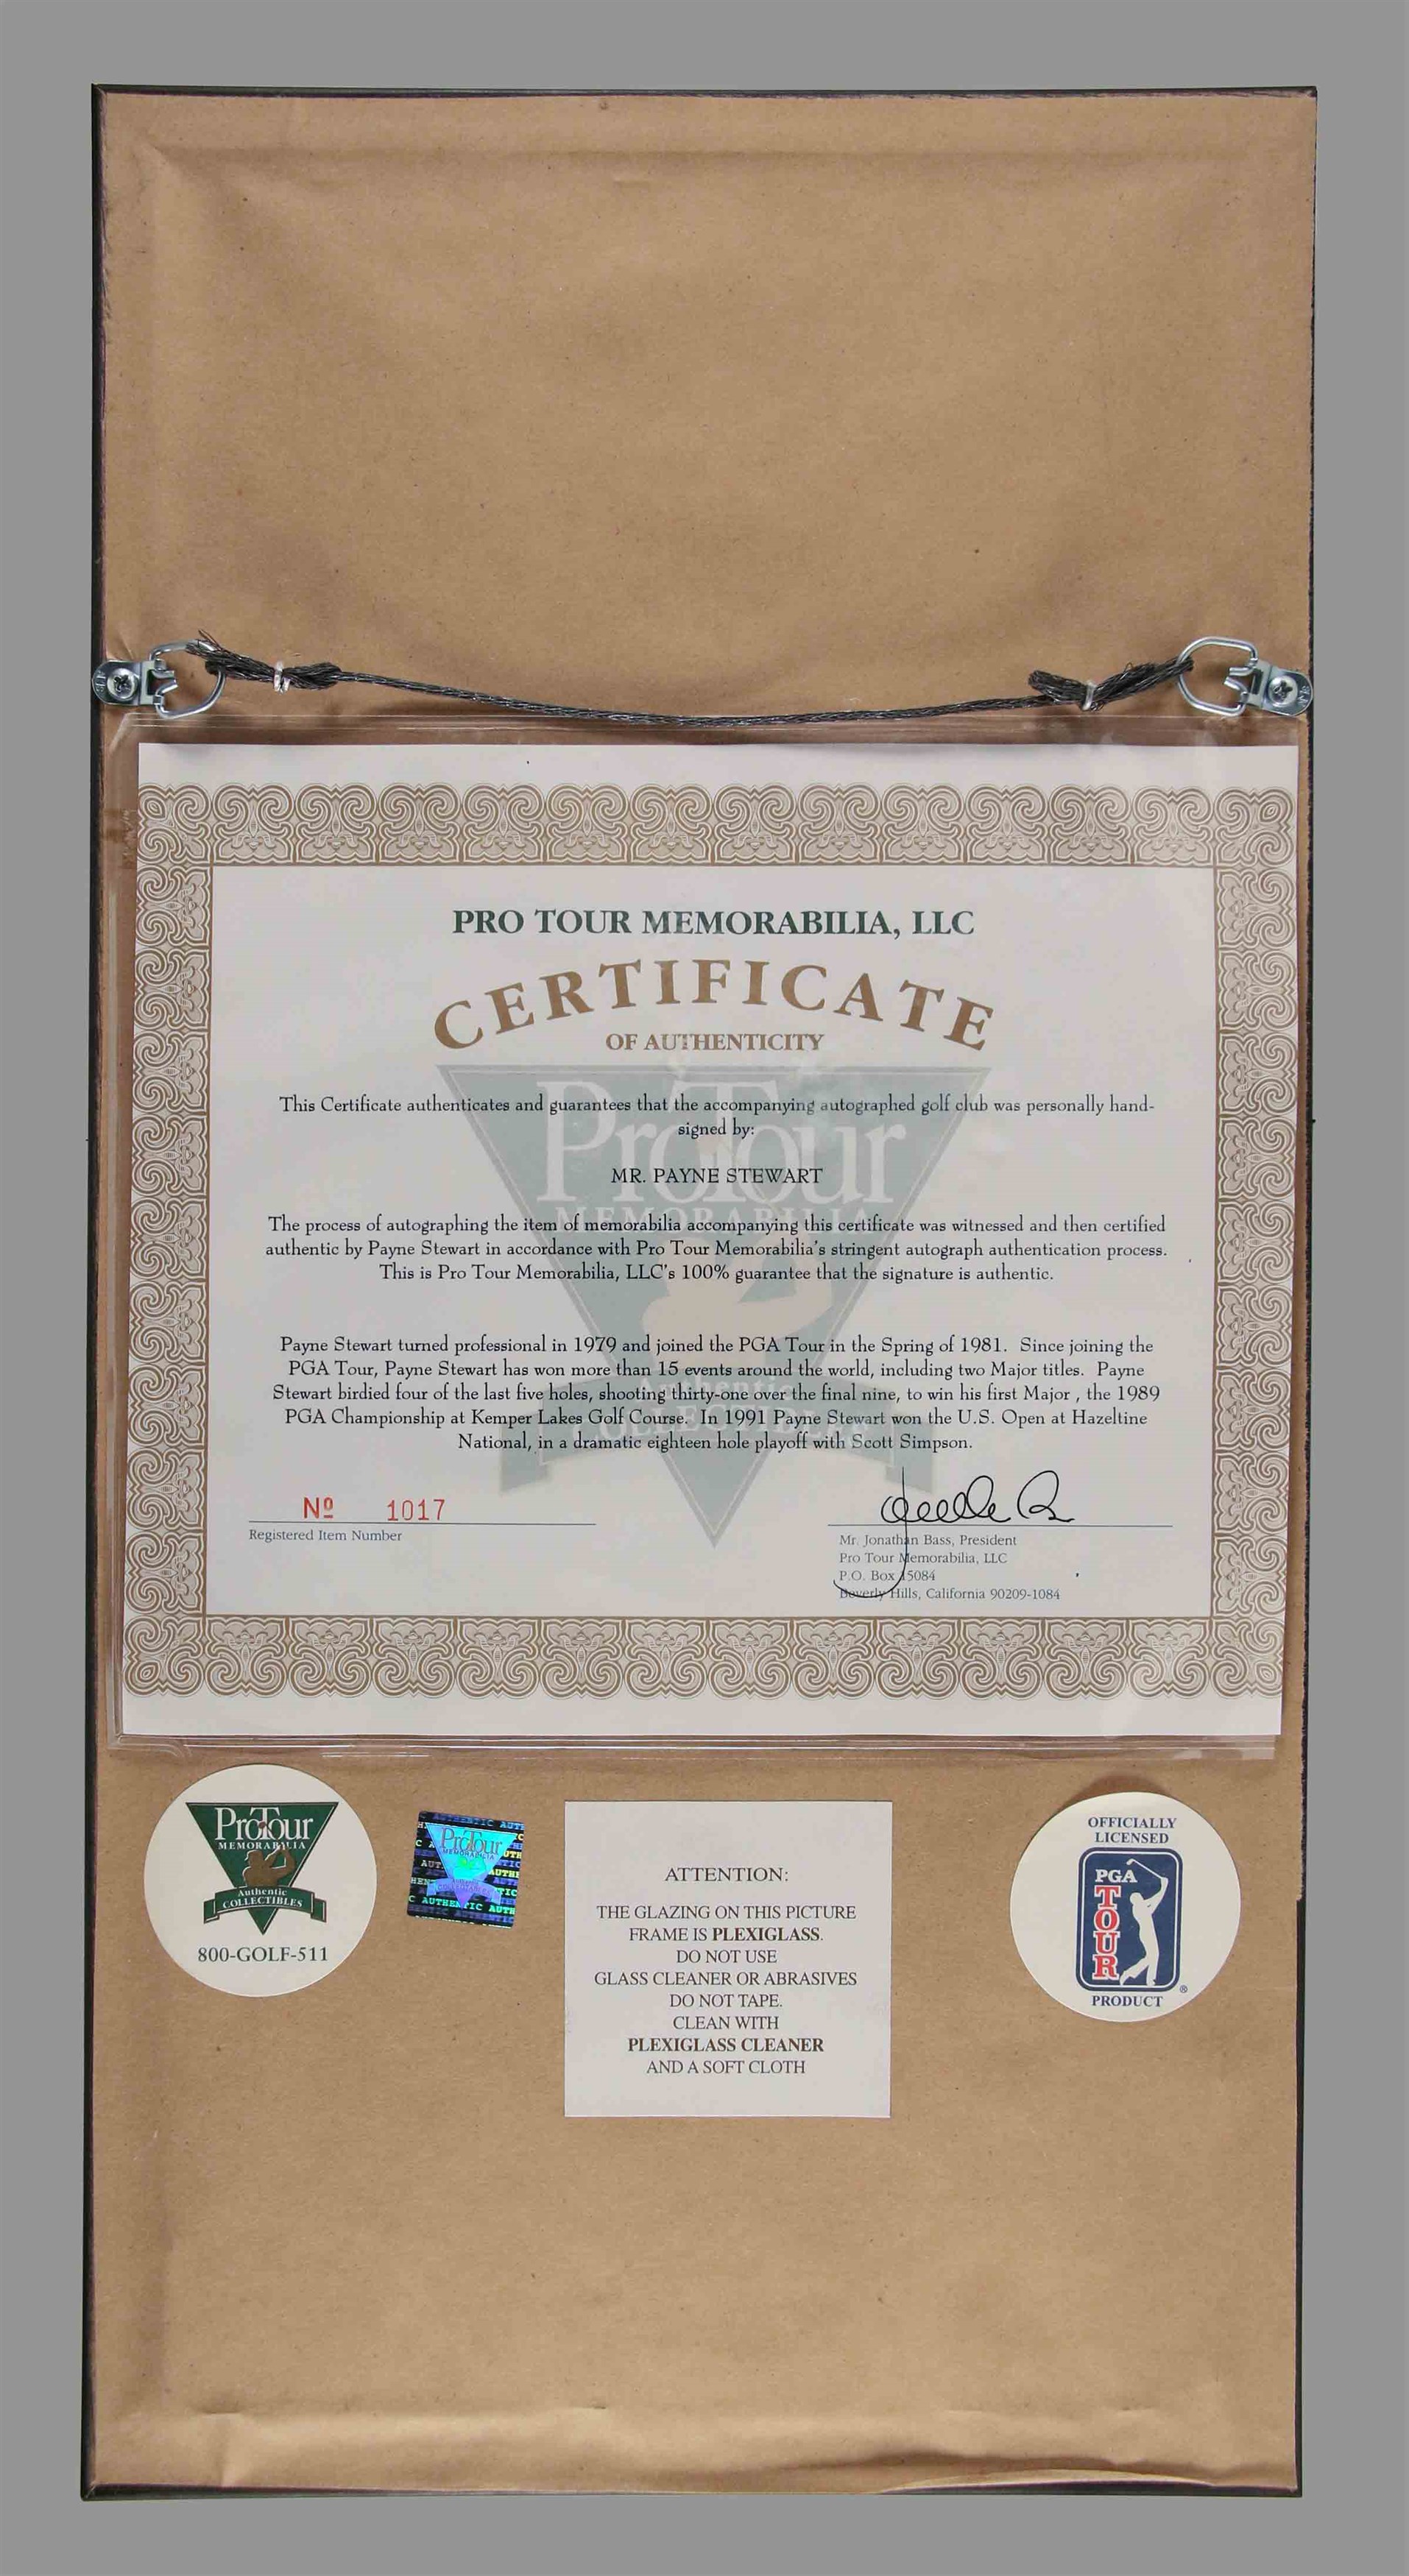 PRO TOUR MEMORABILIA, LLC
CERTIFICATE
OF AUTHENTICITY
ProTour
MEMORABILIA
Authentic
COLLECTIBLES
This Certificate authenticates and guarantees that the accompanying autographed golf club was personally hand-
signed by:
MR. PAYNE STEWART
The process of autographing the item of memorabilia accompanying this certificate was witnessed and then certified
authentic by Payne Stewart in accordance with Pro Tour Memorabilia's stringent autograph authentication process.
This is Pro Tour Memorabilia, LLC's 100% guarantee that the signature is authentic.
Payne Stewart turned professional in 1979 and joined the PGA Tour in the Spring of 1981. Since joining the
PGA Tour, Payne Stewart has won more than 15 events around the world, including two Major titles. Payne
Stewart birdied four of the last five holes, shooting thirty-one over the final nine, to win his first Major , the 1989
PGA Championship at Kemper Lakes Golf Course. In 1991 Payne Stewart won the U.S. Open at Hazeltine
National, in a dramatic eighteen hole playoff with Scott Simpson.
Nº 1017
Registered Item Number
Mr. Jonathan Bass, President
Pro Tour Memorabilia, LLC
P.O. Box 15084
Beverly Hills, California 90209-1084
ProTour
MEMORABILIA
Authentic
COLLECTIBLES
800-GOLF-511
ProTour
MEMORABILIA
AUTHENTIC
ATTENTION:
THE GLAZING ON THIS PICTURE
FRAME IS PLEXIGLASS.
DO NOT USE
GLASS CLEANER OR ABRASIVES
DO NOT TAPE.
CLEAN WITH
PLEXIGLASS CLEANER
AND A SOFT CLOTH
OFFICIALLY
LICENSED
PGA
TOUR
®
PRODUCT